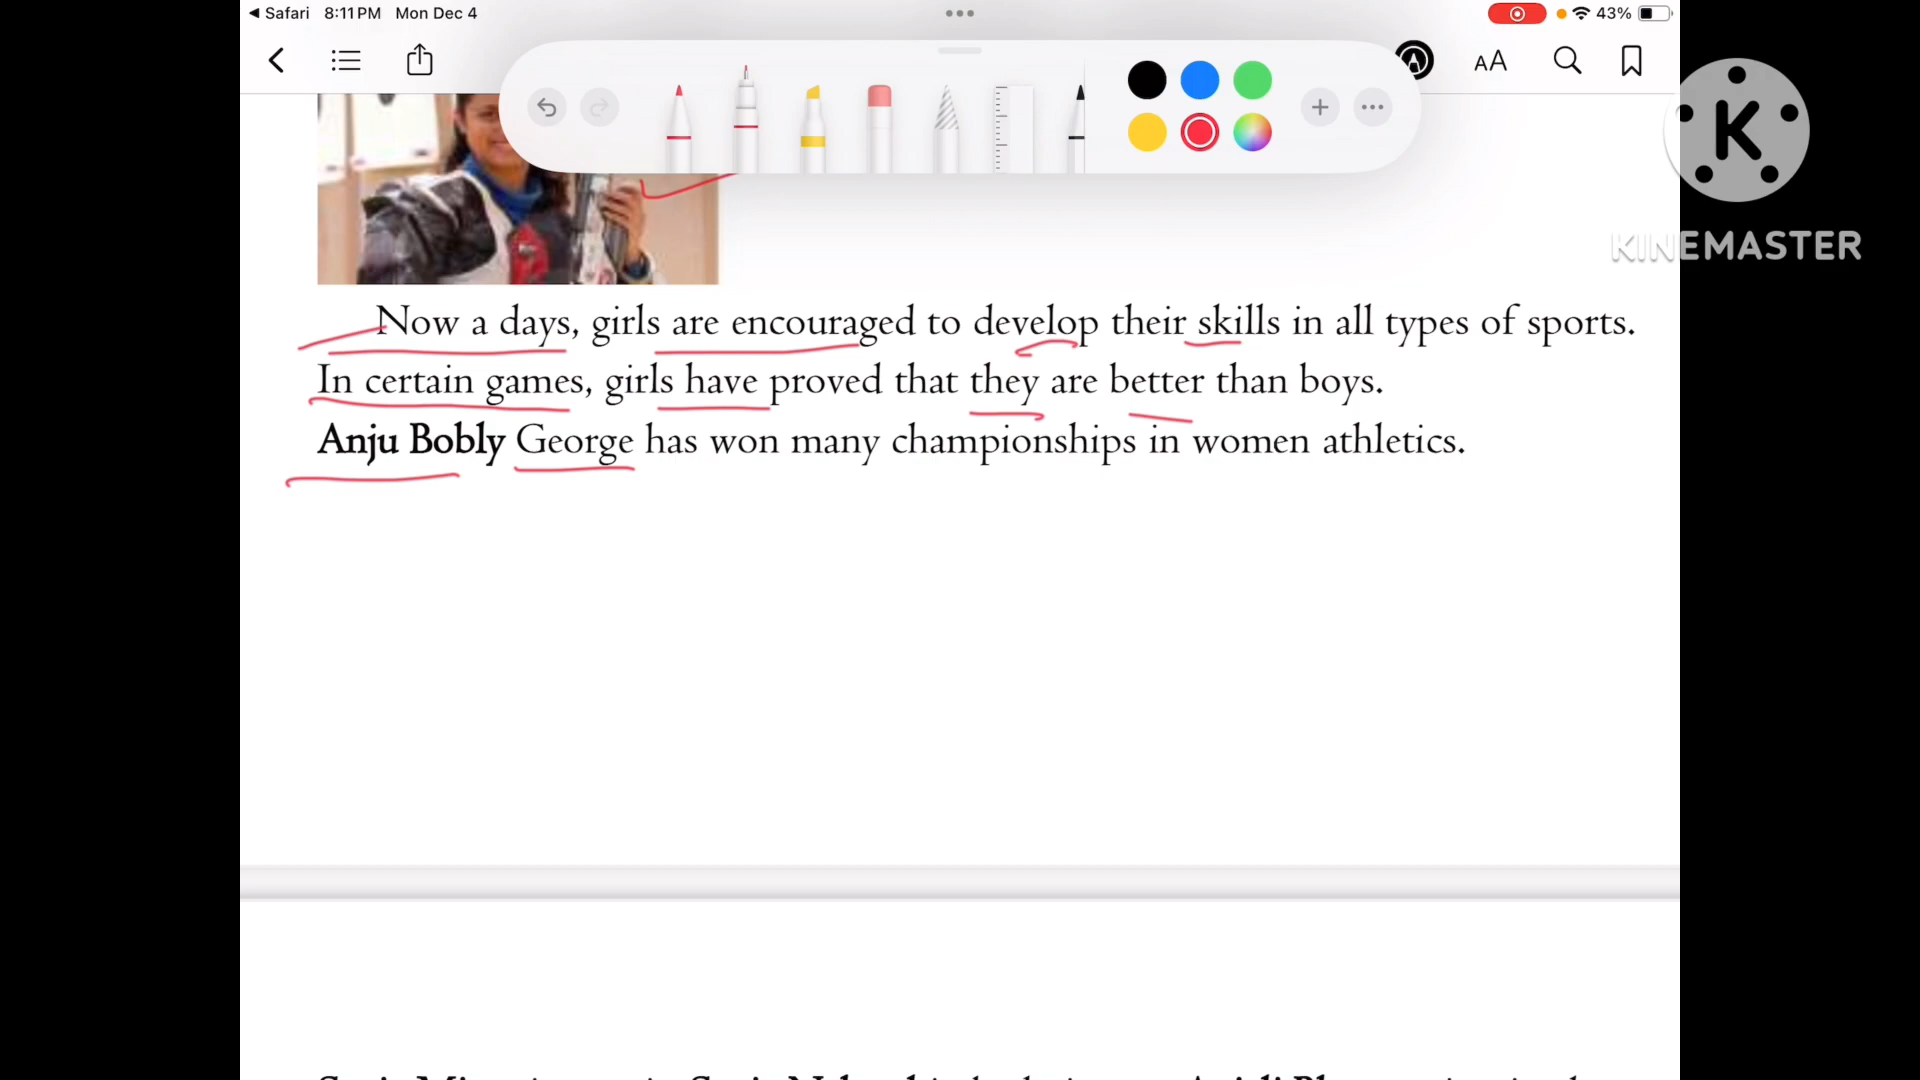 Safari 8:11 PM Mon Dec 4
43%
AA
K
KINEMASTER
Now a days, girls are encouraged to develop their skills in all types of sports.
In certain games, girls have proved that they are better than boys.
Anju Bobly George has won many championships in women athletics.